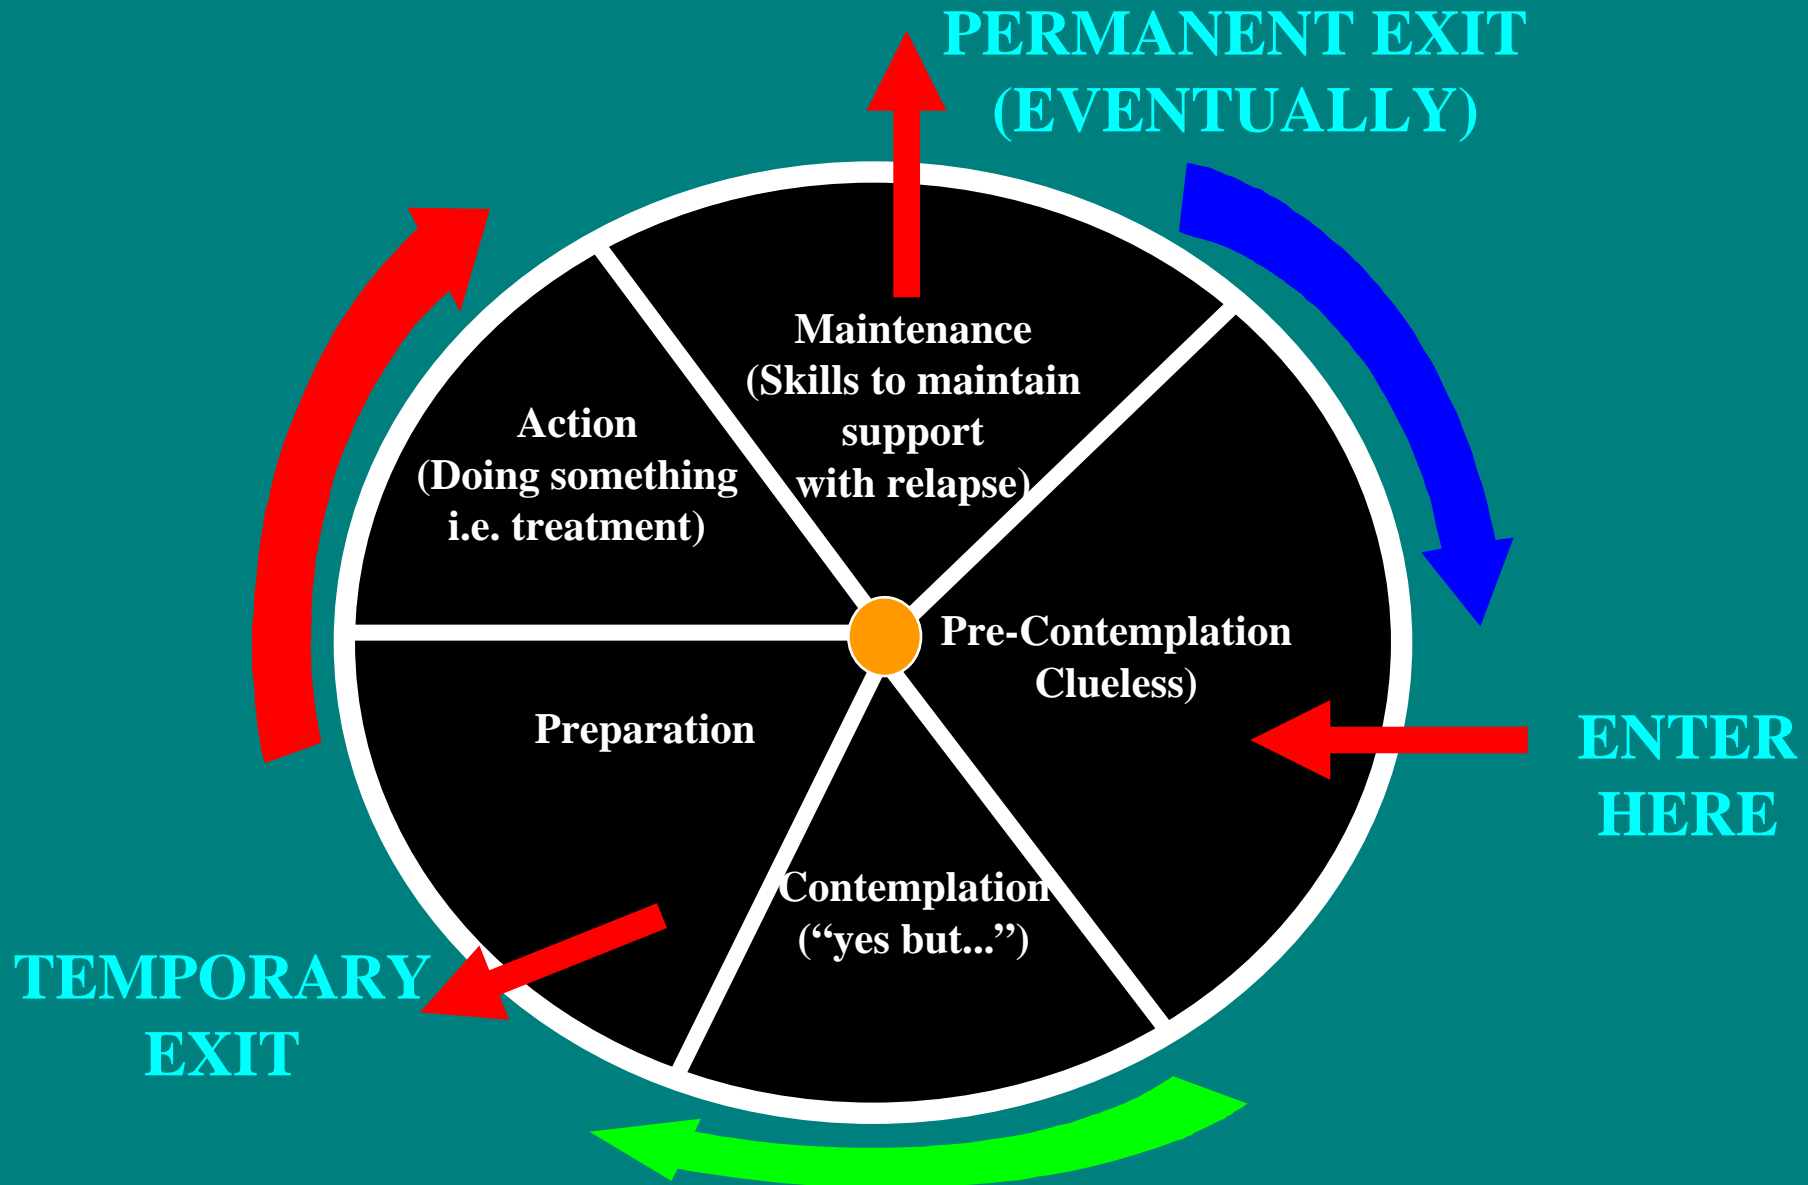 PERMANENT EXIT
(EVENTUALLY)
Maintenance
(Skills to maintain
support
with relapse)
Action
(Doing something
i.e. treatment)
Pre-Contemplation
Clueless)
ENTER
HERE
Preparation
Contemplation
(“yes but...”)
TEMPORARY
EXIT